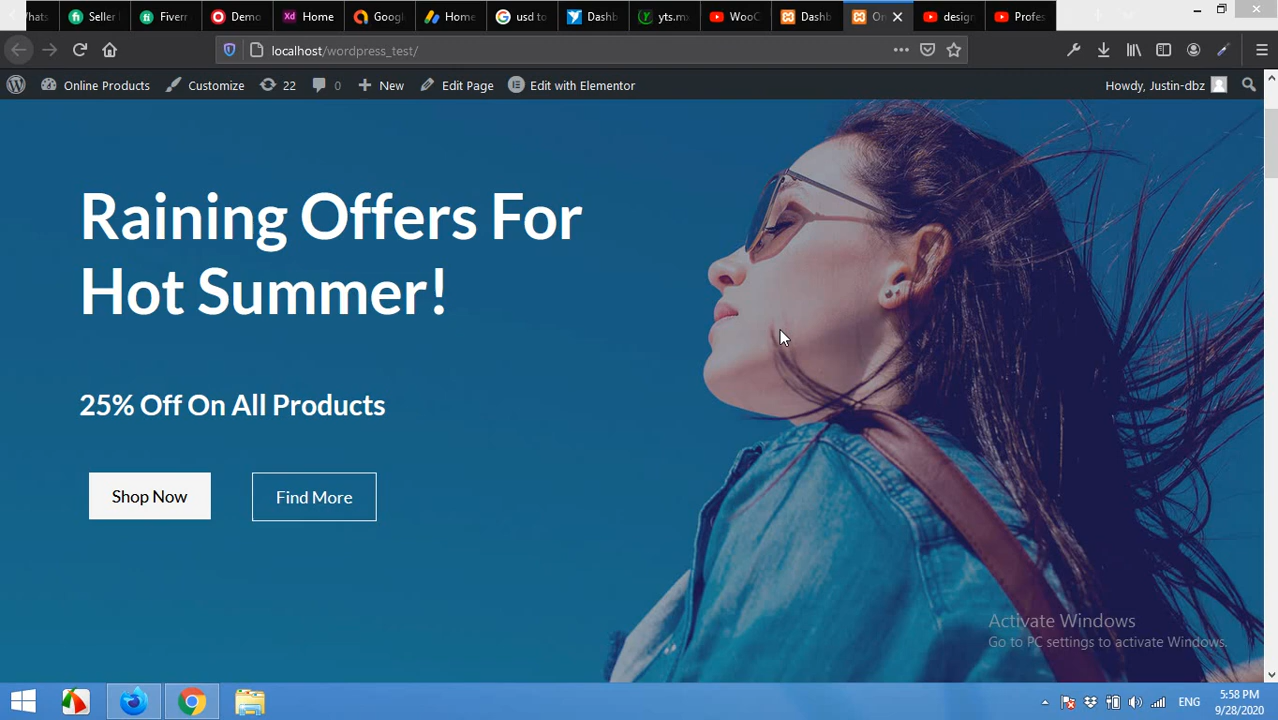 hats Seller Fiverr Demo Home Googl Home usd to Dashb yts.mx WooC Dashb On design Profes
localhost/wordpress_test/
Online Products Customize 22 0 New Edit Page Edit with Elementor Howdy, Justin-dbz
Raining Offers For
Hot Summer!
25% Off On All Products
Shop Now Find More
Activate Windows
Go to PC settings to activate Windows.
ENG 5:58 PM
9/28/2020